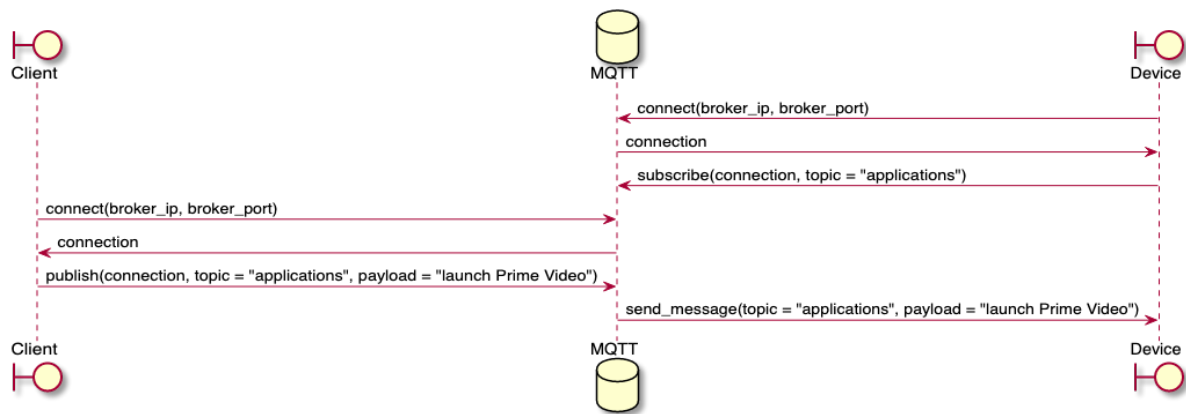 Client
MQTT
Device
connect(broker_ip, broker_port)
connection
subscribe(connection, topic = "applications")
connect(broker_ip, broker_port)
connection
publish(connection, topic = "applications", payload = "launch Prime Video")
send_message(topic = "applications", payload = "launch Prime Video")
Client
MQTT
Device